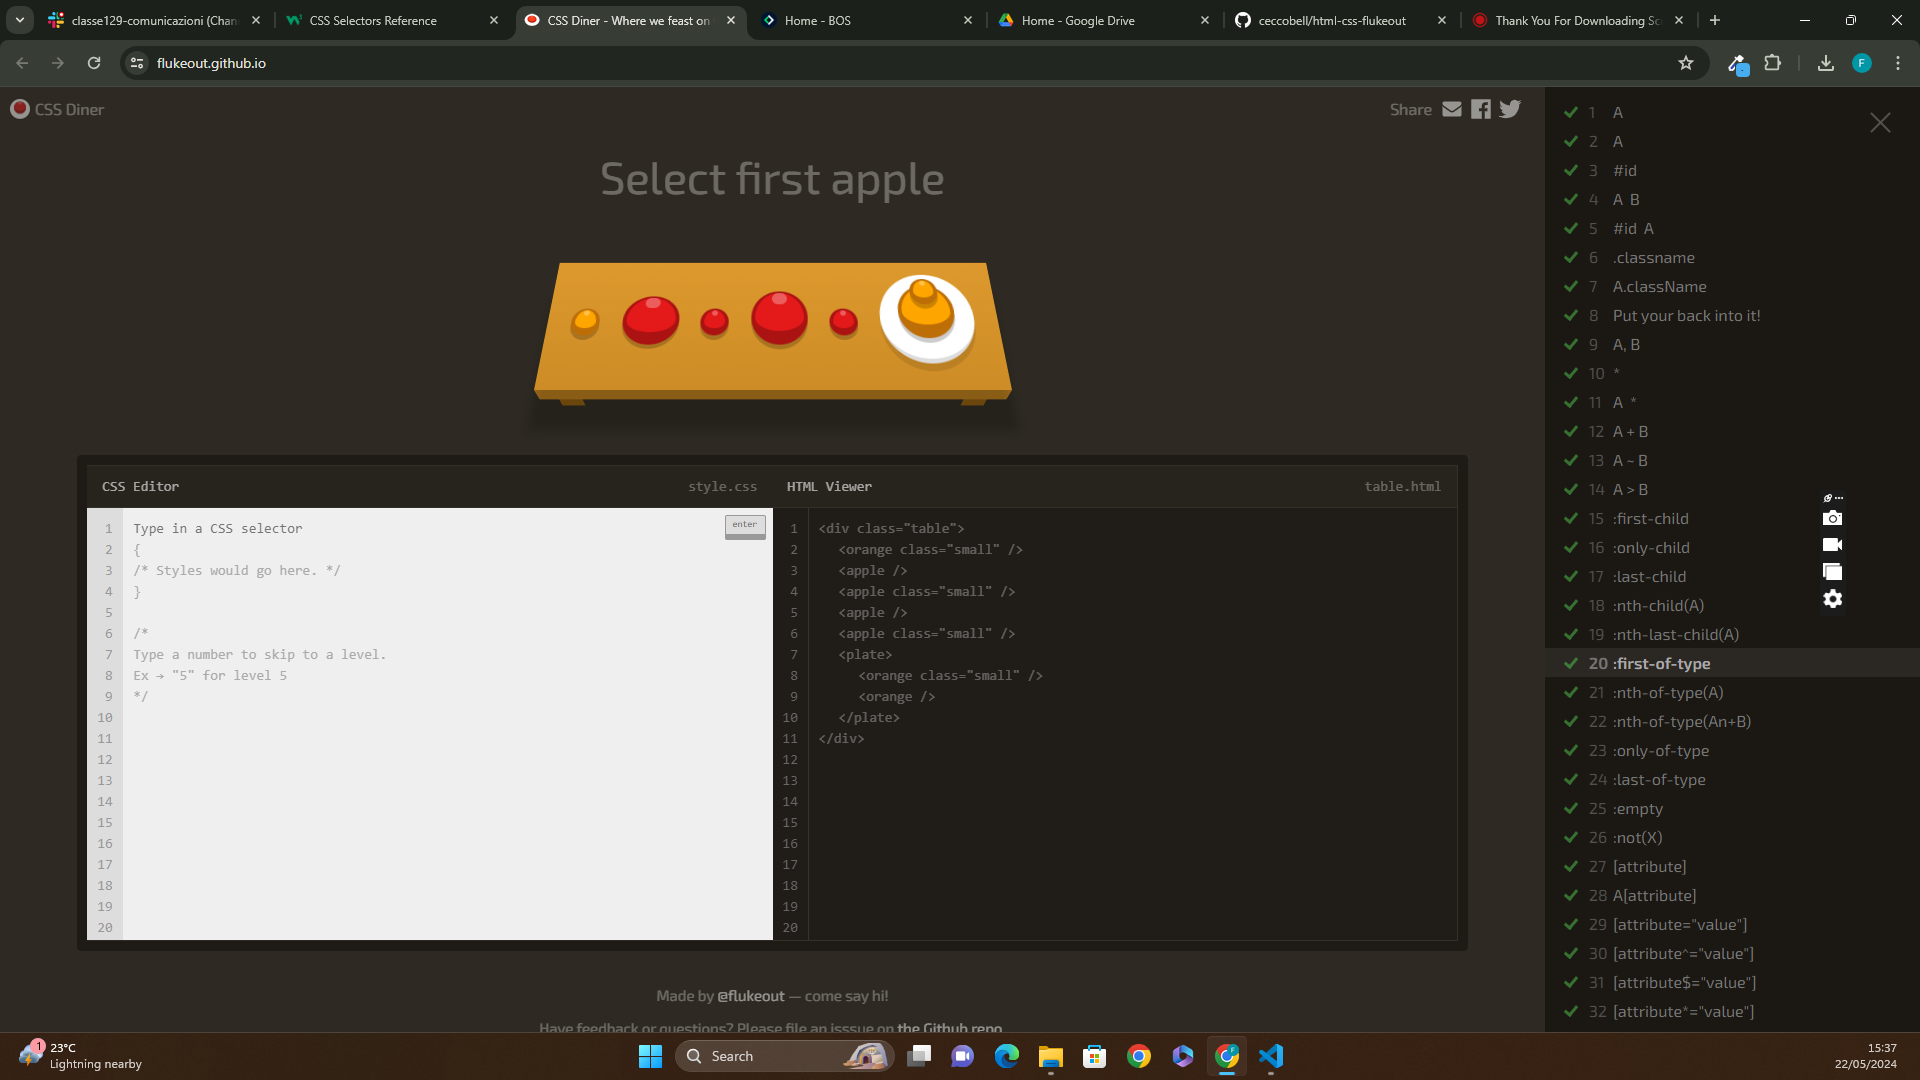 classe129-comunicazioni (Chan
CSS Selectors Reference
CSS Diner - Where we feast on
Home - BOS
Home - Google Drive
ceccobell/html-css-flukeout
Thank You For Downloading Sc
flukeout.github.io
F
CSS Diner
Share
Select first apple
CSS Editor
style.css
HTML Viewer
table.html
enter
1 Type in a CSS selector
2 {
3 /* Styles would go here. */
4 }
5
6 /*
7 Type a number to skip to a level.
8 Ex → "5" for level 5
9 */
10
11
12
13
14
15
16
17
18
19
20
1 <div class="table">
2 <orange class="small" />
3 <apple />
4 <apple class="small" />
5 <apple />
6 <apple class="small" />
7 <plate>
8 <orange class="small" />
9 <orange />
10 </plate>
11 </div>
12
13
14
15
16
17
18
19
20
Made by @flukeout — come say hi!
Have feedback or questions? Please file an isssue on the Github repo
1 A
2 A
3 #id
4 A B
5 #id A
6 .classname
7 A.className
8 Put your back into it!
9 A, B
10 *
11 A *
12 A + B
13 A ~ B
14 A > B
15 :first-child
16 :only-child
17 :last-child
18 :nth-child(A)
19 :nth-last-child(A)
20 :first-of-type
21 :nth-of-type(A)
22 :nth-of-type(An+B)
23 :only-of-type
24 :last-of-type
25 :empty
26 :not(X)
27 [attribute]
28 A[attribute]
29 [attribute="value"]
30 [attribute^="value"]
31 [attribute$="value"]
32 [attribute*="value"]
1
23°C
Lightning nearby
Search
15:37
22/05/2024